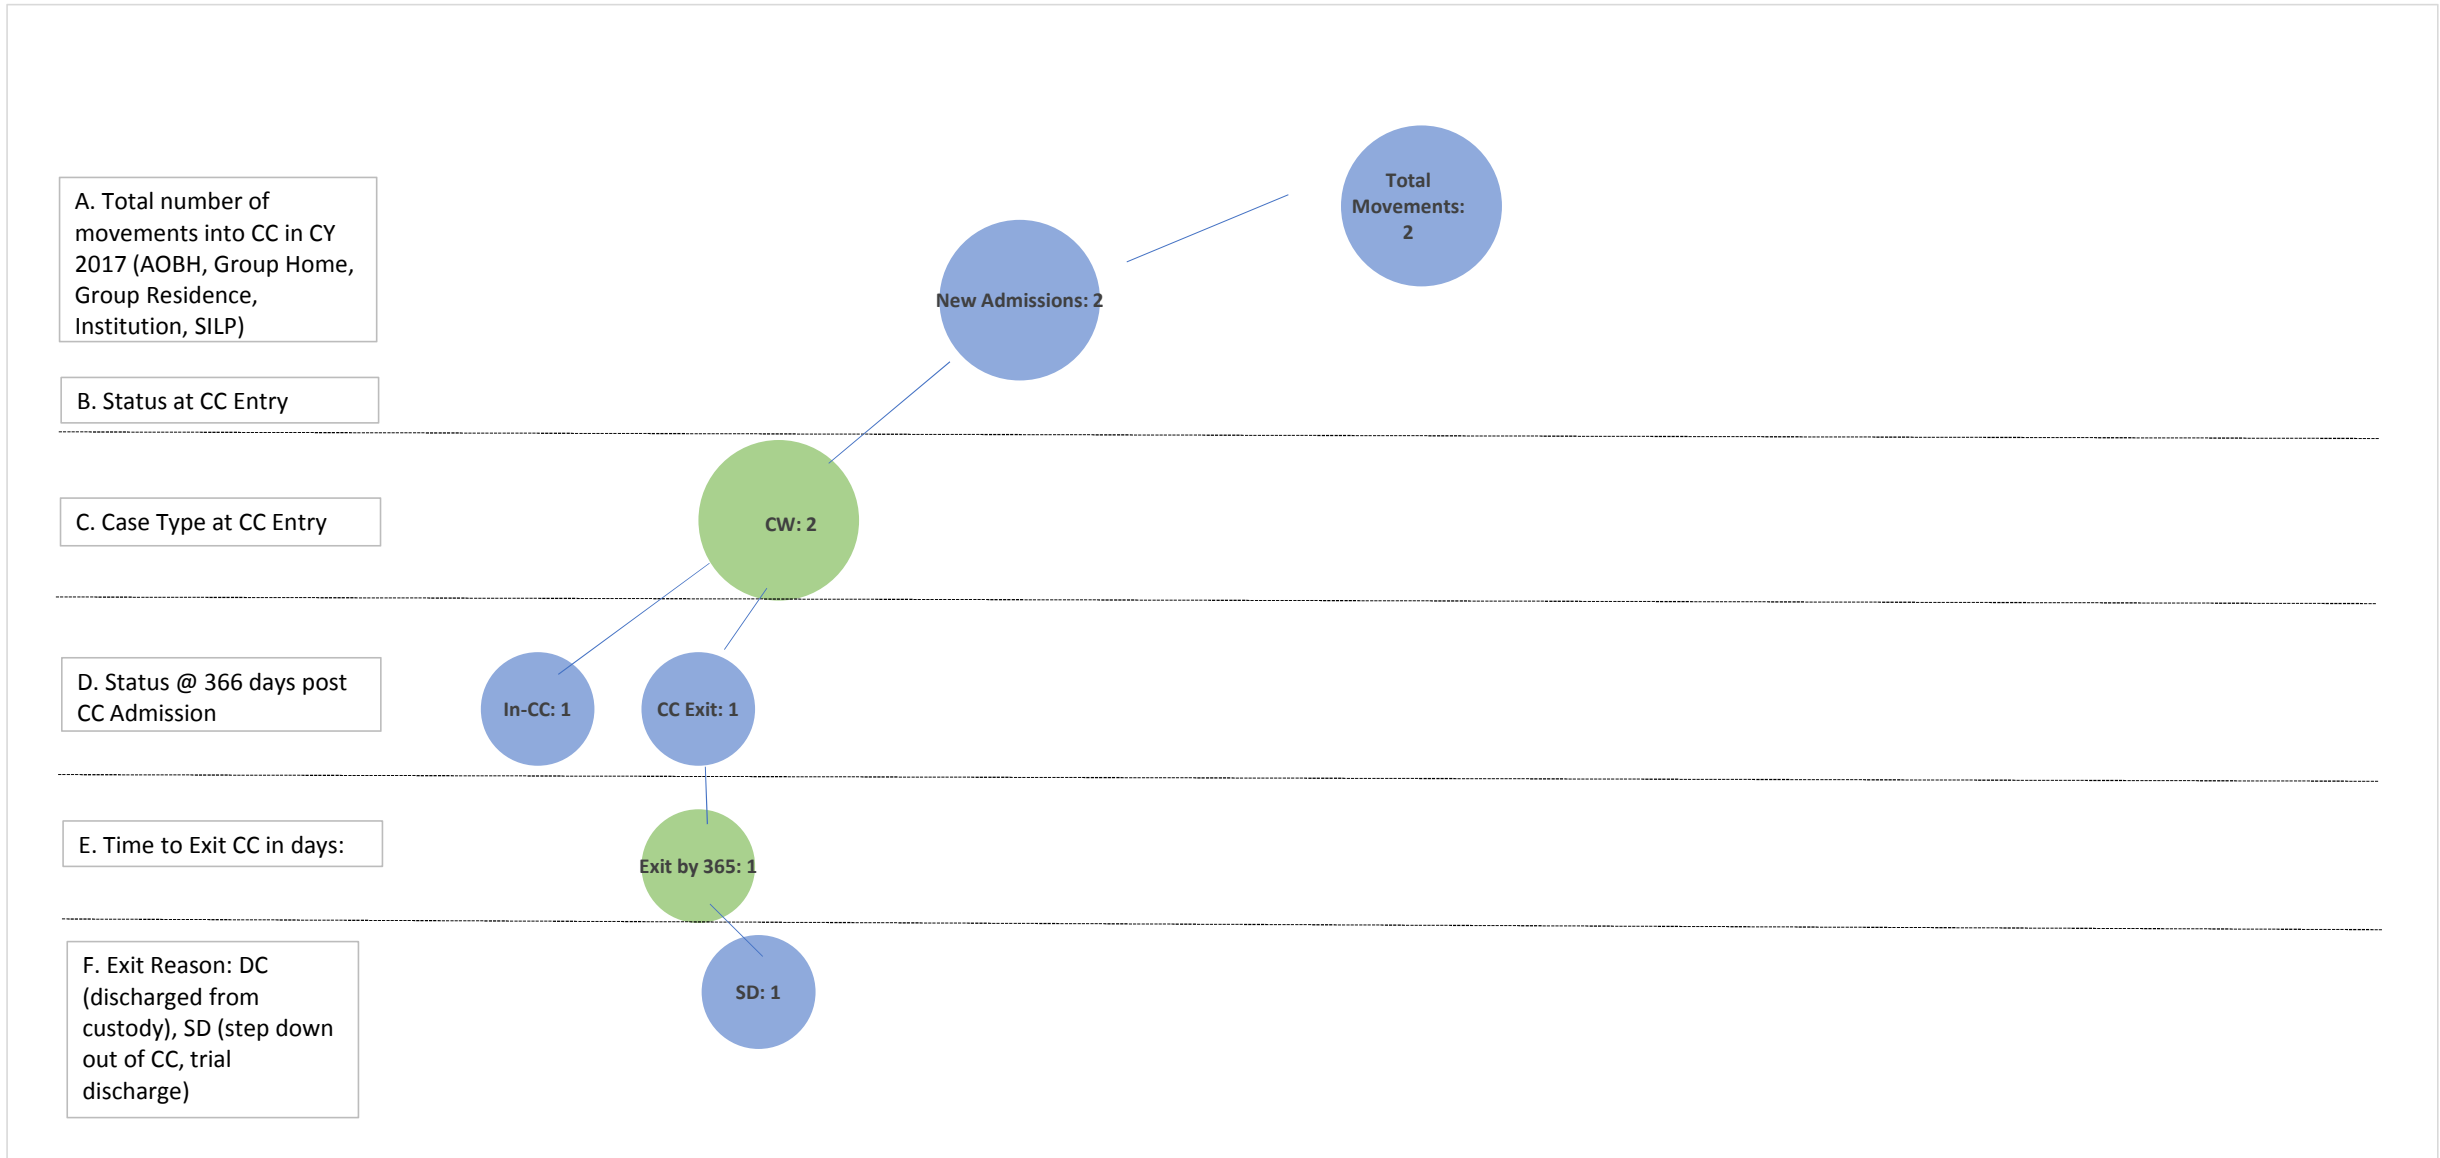 Total
Movements:
2
A. Total number of
movements into CC in CY
2017 (AOBH, Group Home,
Group Residence,
Institution, SILP)
New Admissions: 2
B. Status at CC Entry
C. Case Type at CC Entry
CW: 2
D. Status @ 366 days post
CC Admission
In-CC: 1
CC Exit: 1
E. Time to Exit CC in days:
Exit by 365: 1
F. Exit Reason: DC
(discharged from
custody), SD (step down
out of CC, trial
discharge)
SD: 1